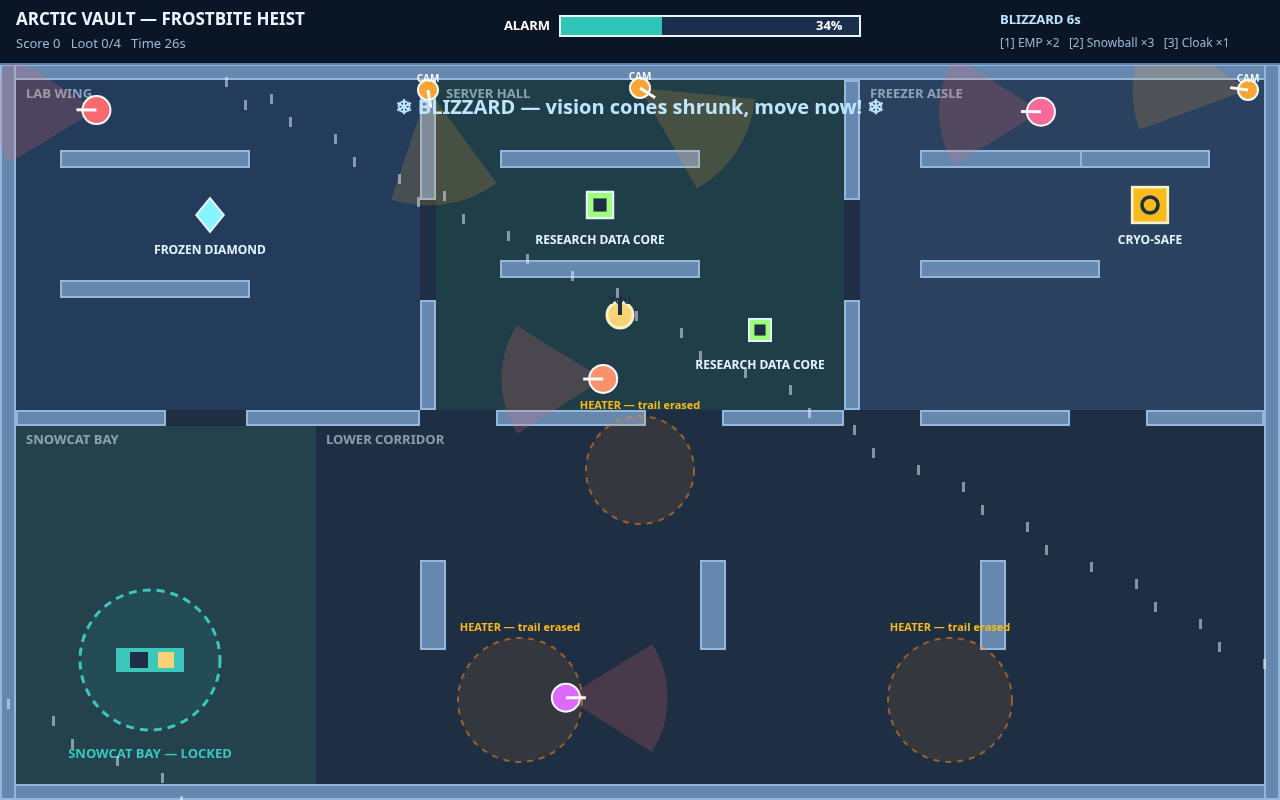 ARCTIC VAULT — FROSTBITE HEIST
Score 0 Loot 0/4 Time 26s
ALARM
34%
BLIZZARD 6s
[1] EMP ×2 [2] Snowball ×3 [3] Cloak ×1
CAM
CAM
CAM
LAB WING
SERVER HALL
FREEZER AISLE
❄ BLIZZARD — vision cones shrunk, move now! ❄
FROZEN DIAMOND
RESEARCH DATA CORE
CRYO-SAFE
RESEARCH DATA CORE
HEATER — trail erased
SNOWCAT BAY
LOWER CORRIDOR
HEATER — trail erased
HEATER — trail erased
SNOWCAT BAY — LOCKED